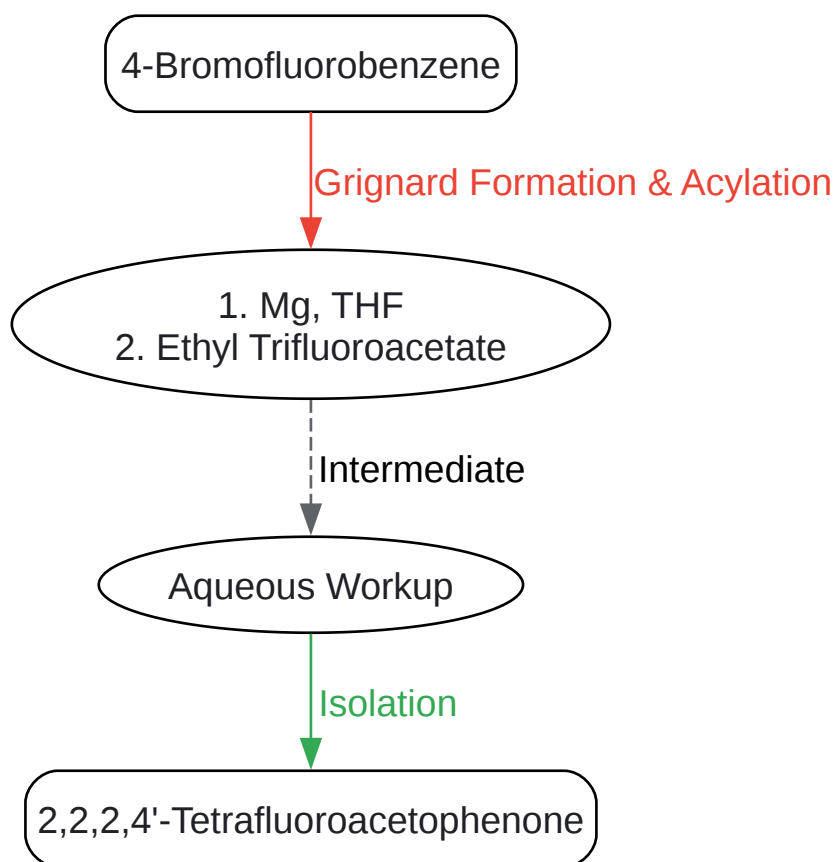 4-Bromofluorobenzene
Grignard Formation & Acylation
1. Mg, THF
2. Ethyl Trifluoroacetate
Intermediate
Aqueous Workup
Isolation
2,2,2,4'-Tetrafluoroacetophenone